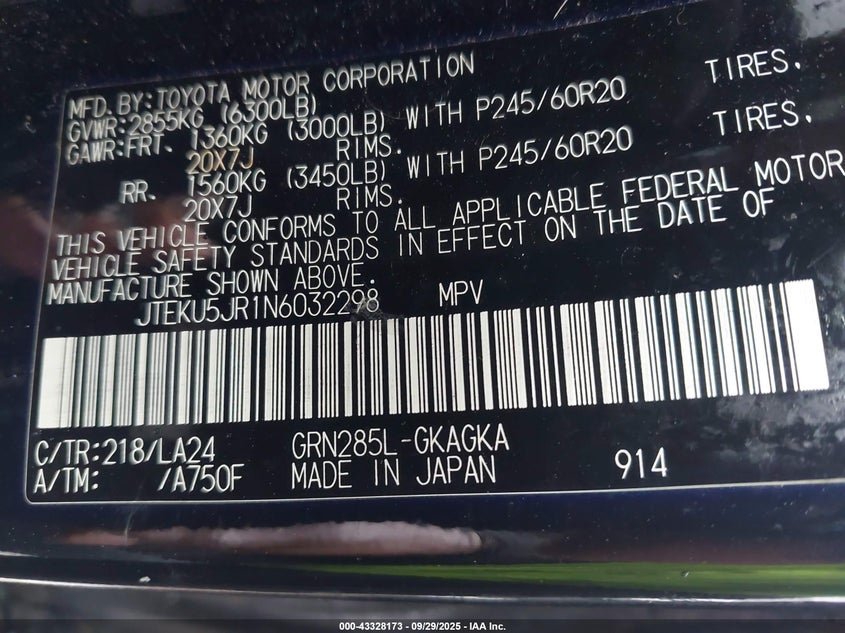 MFD. BY:TOYOTA MOTOR CORPORATION
GVWR:2855KG (6300LB)
GAWR:FRT. 1360KG (3000LB) WITH P245/60R20 TIRES.
20X7J RIMS.
RR. 1560KG (3450LB) WITH P245/60R20 TIRES.
20X7J RIMS.
THIS VEHICLE CONFORMS TO ALL APPLICABLE FEDERAL MOTOR
VEHICLE SAFETY STANDARDS IN EFFECT ON THE DATE OF
MANUFACTURE SHOWN ABOVE.
JTEKU5JR1N6032298 MPV
C/TR:218/LA24 GRN285L-GKAGKA
A/TM: /A750F MADE IN JAPAN 914
000-43328173 - 09/29/2025 - IAA Inc.